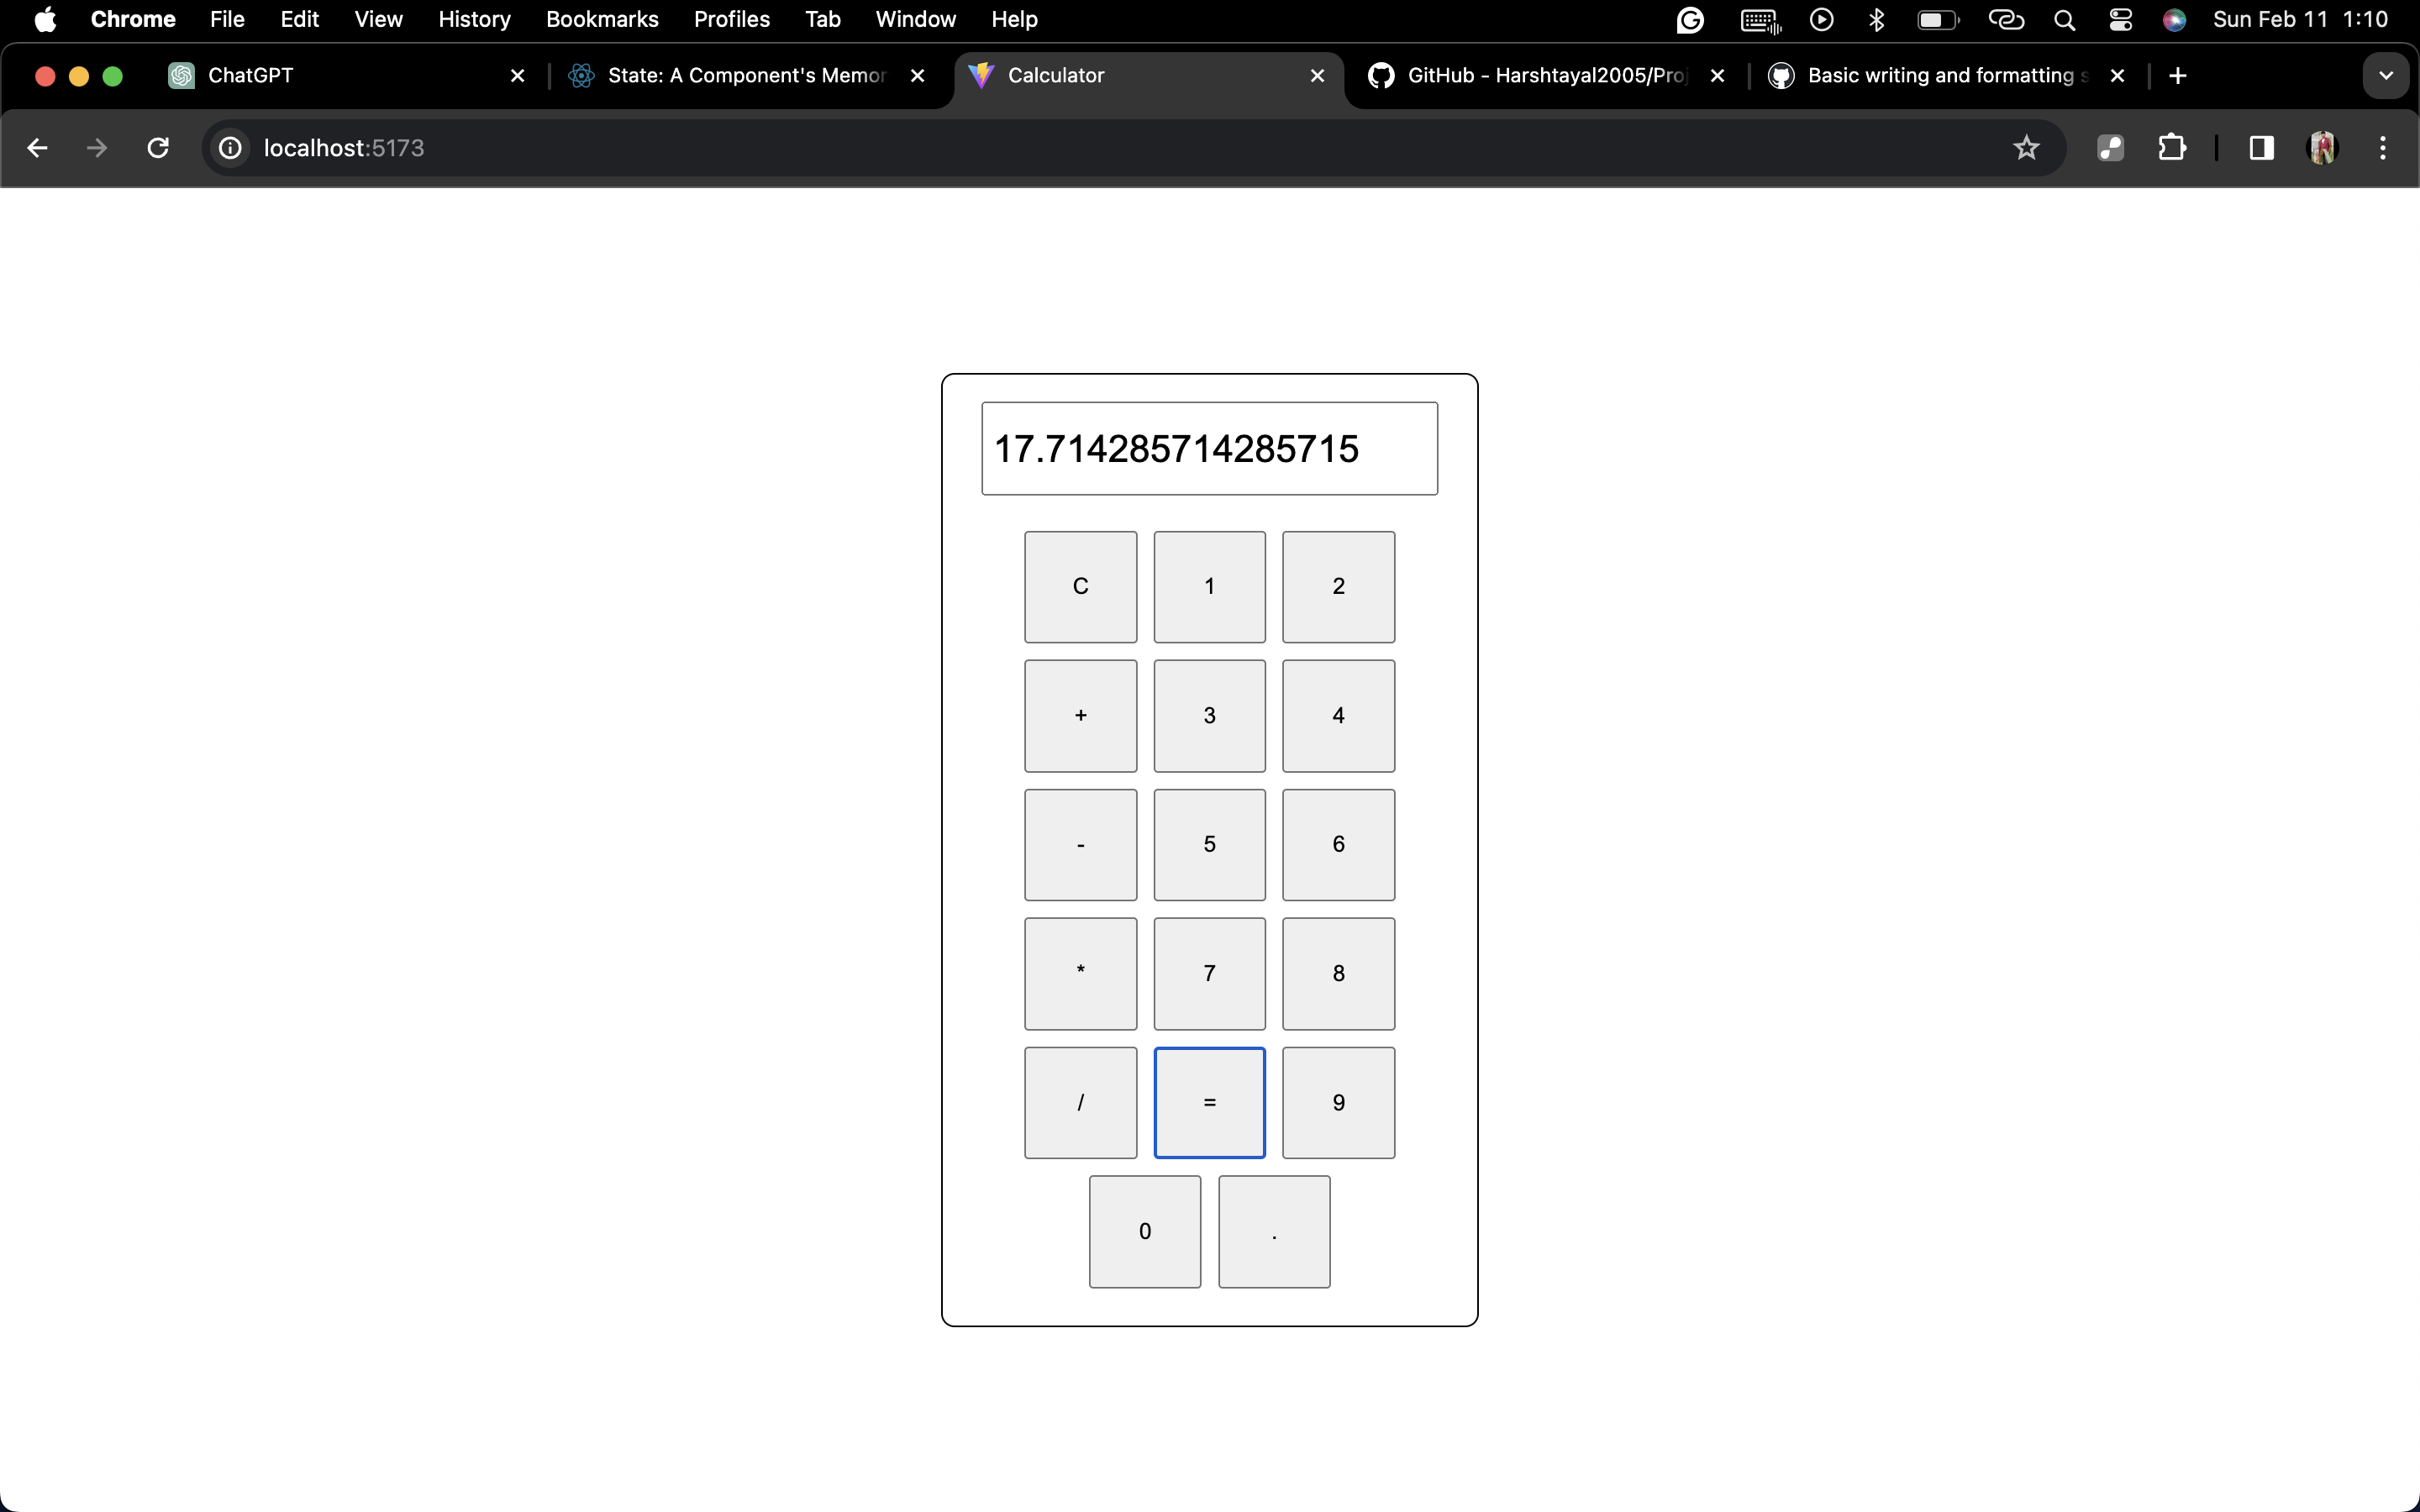 Chrome File Edit View History Bookmarks Profiles Tab Window Help Sun Feb 11 1:10
ChatGPT State: A Component's Memor Calculator GitHub - Harshtayal2005/Proj Basic writing and formatting s
localhost:5173
17.714285714285715
C 1 2
+ 3 4
- 5 6
* 7 8
/ = 9
0 .